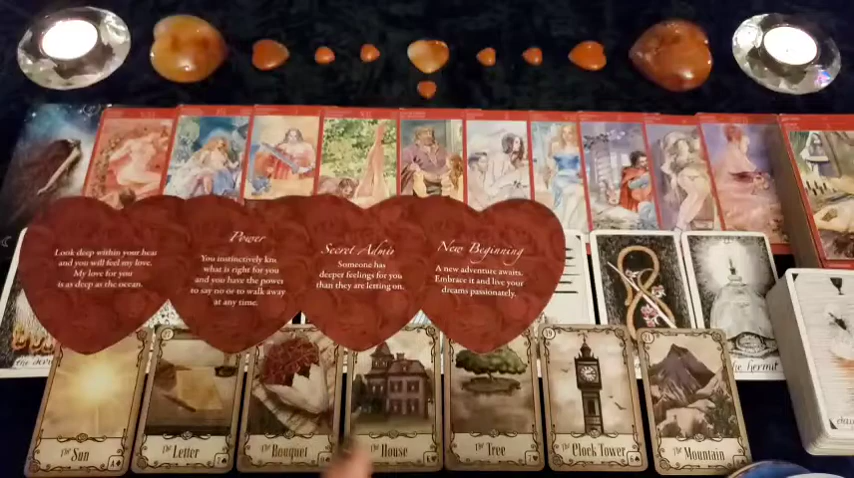 Look deep within your hear
and you will feel my love.
My love for you
is as deep as the ocean.
Power
You instinctively kno
what is right for you
and you have the power
to say no or to walk away
at any time.
Secret Admir
Someone has
deeper feelings for you
than they are letting on.
New Beginning
A new adventure awaits.
Embrace it and live your
dreams passionately.
the hermit
The Sun
The Letter
The Bouquet
The House
The Tree
The Clock Tower
The Mountain